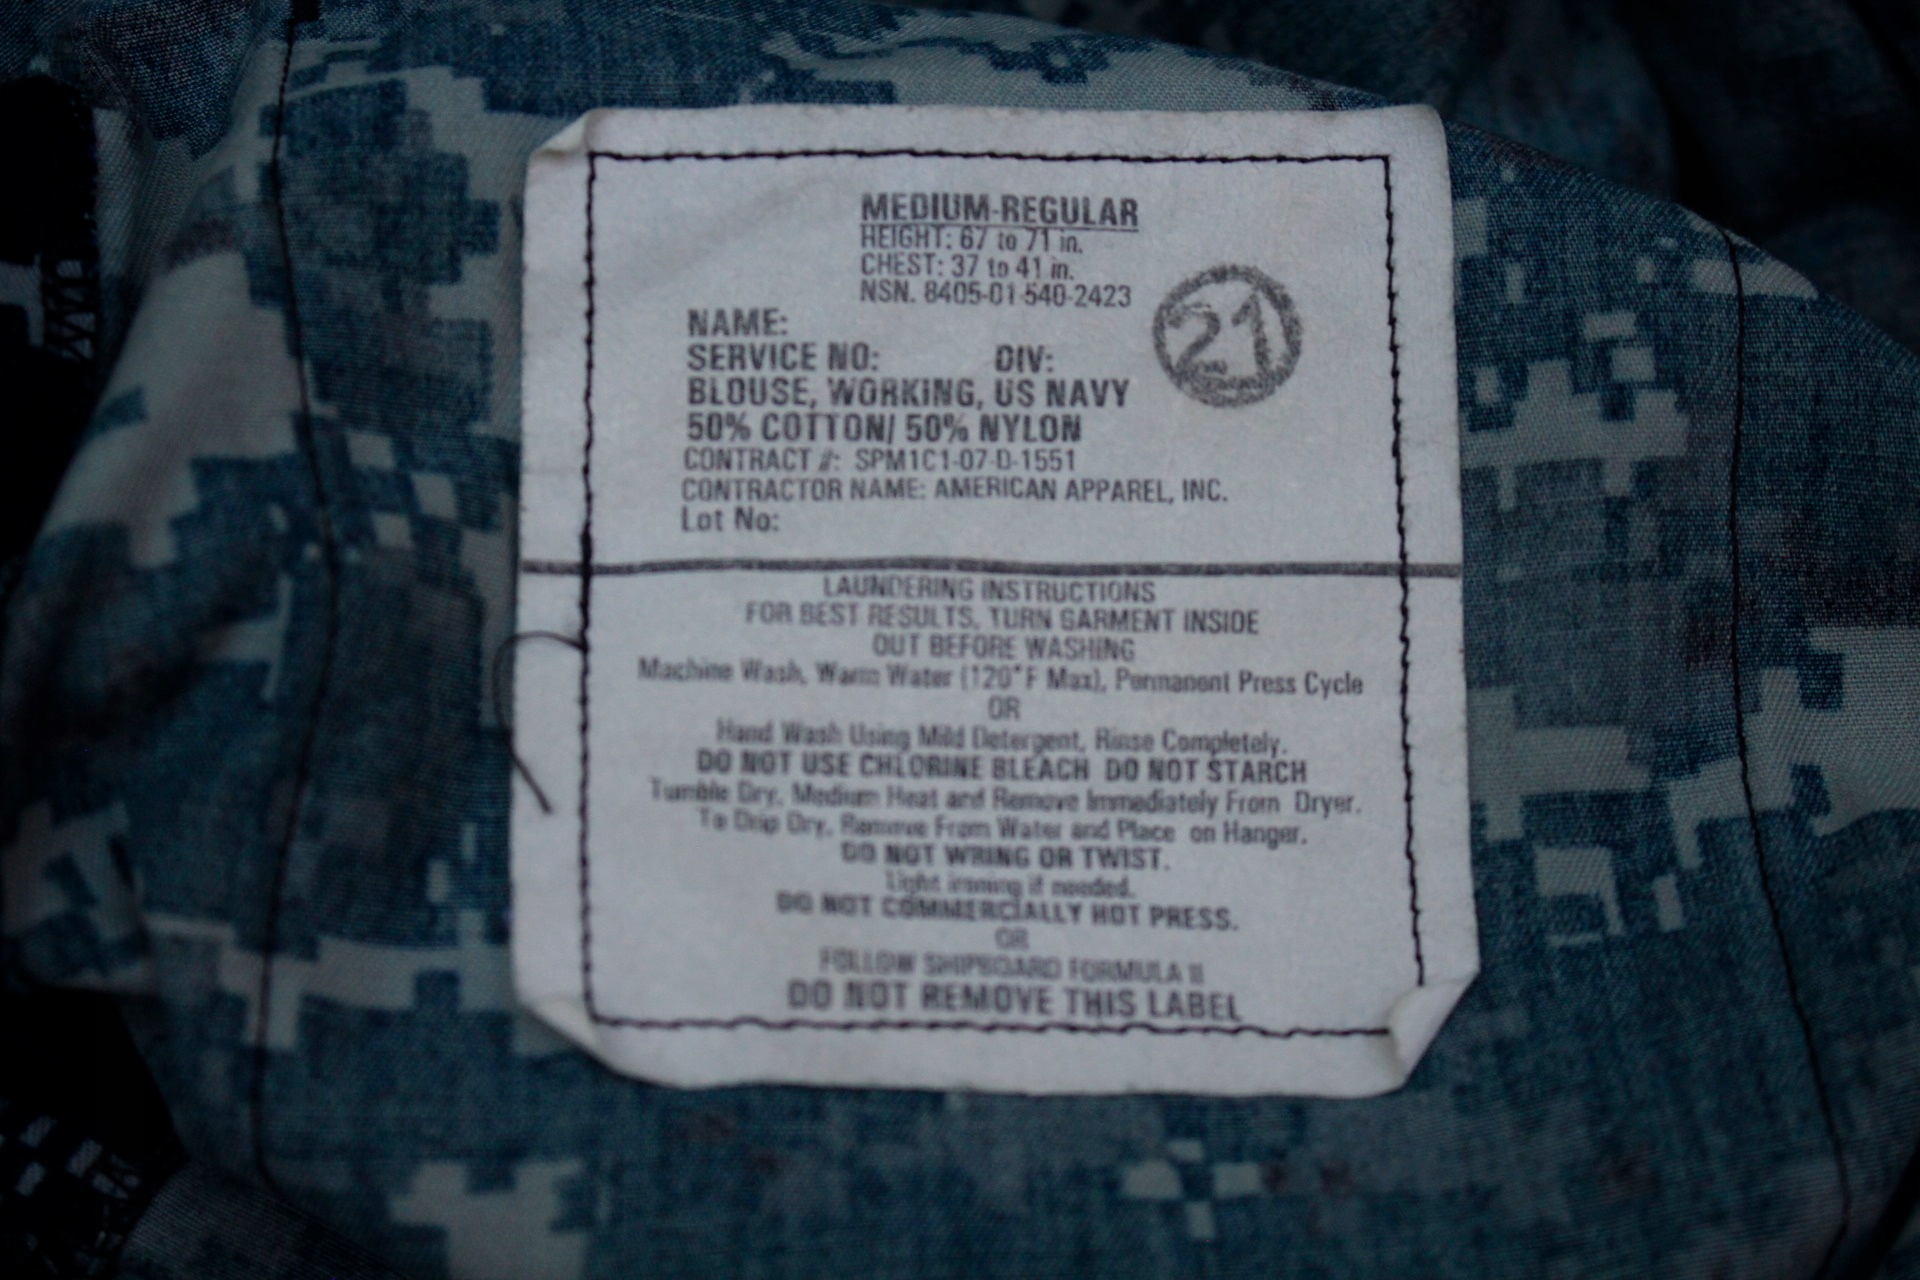 MEDIUM-REGULAR
HEIGHT: 67 to 71 in.
CHEST: 37 to 41 in.
NSN. 8405-01-540-2423
21
NAME:
SERVICE NO: DIV:
BLOUSE, WORKING, US NAVY
50% COTTON/ 50% NYLON
CONTRACT #: SPM1C1-07-D-1551
CONTRACTOR NAME: AMERICAN APPAREL, INC.
Lot No:
LAUNDERING INSTRUCTIONS
FOR BEST RESULTS, TURN GARMENT INSIDE
OUT BEFORE WASHING
Machine Wash, Warm Water (120°F Max), Permanent Press Cycle
OR
Hand Wash Using Mild Detergent, Rinse Completely.
DO NOT USE CHLORINE BLEACH DO NOT STARCH
Tumble Dry, Medium Heat and Remove Immediately From Dryer.
To Drip Dry, Remove From Water and Place on Hanger.
DO NOT WRING OR TWIST.
Light ironing if needed.
DO NOT COMMERCIALLY HOT PRESS.
OR
FOLLOW SHIPBOARD FORMULA II
DO NOT REMOVE THIS LABEL